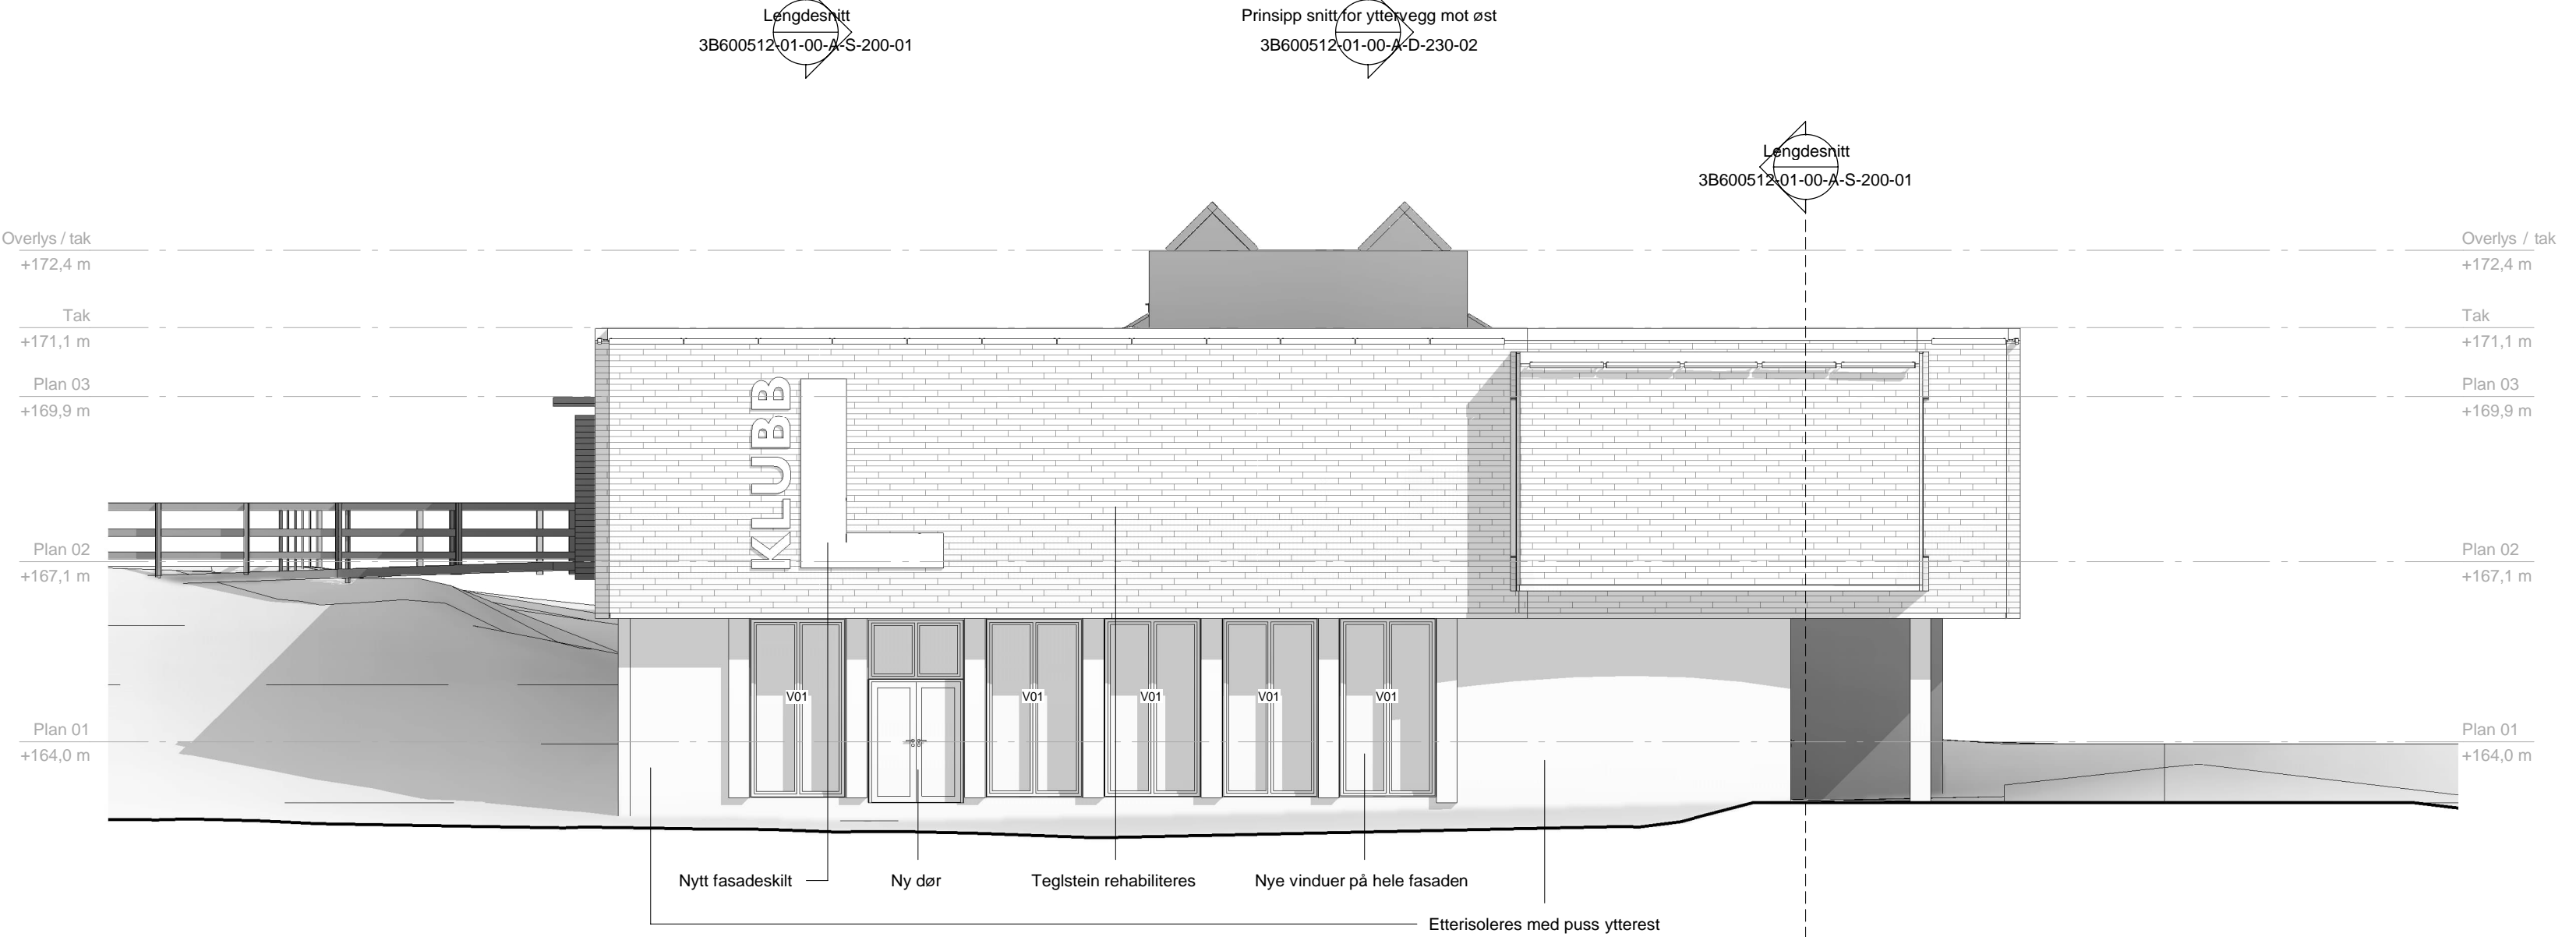 Lengdesnitt
3B600512-01-00-A-S-200-01
Prinsipp snitt for yttervegg mot øst
3B600512-01-00-A-D-230-02
Lengdesnitt
3B600512-01-00-A-S-200-01
Overlys / tak
+172,4 m
Tak
+171,1 m
Plan 03
+169,9 m
Plan 02
+167,1 m
Plan 01
+164,0 m
Overlys / tak
+172,4 m
Tak
+171,1 m
Plan 03
+169,9 m
Plan 02
+167,1 m
Plan 01
+164,0 m
KLUBB
L
V01
V01
V01
V01
V01
Nytt fasadeskilt
Ny dør
Teglstein rehabiliteres
Nye vinduer på hele fasaden
Etterisoleres med puss ytterest